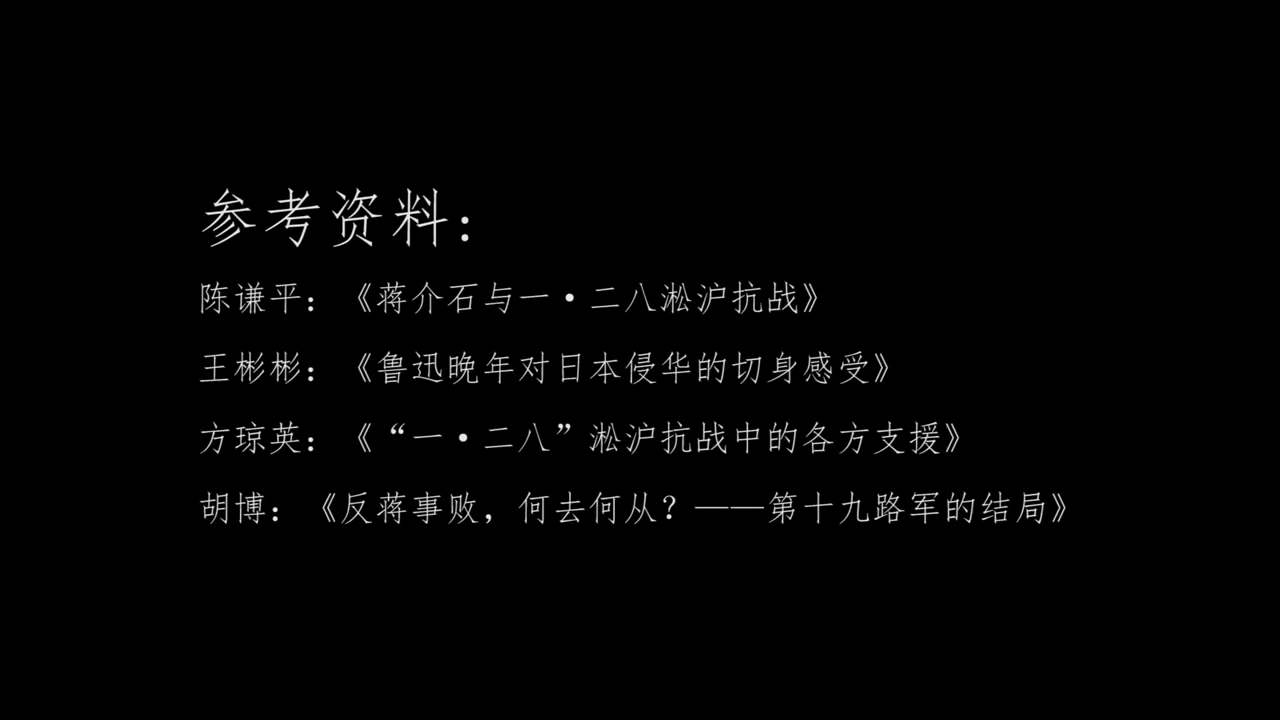 参考资料：
陈谦平：《蒋介石与一·二八淞沪抗战》
王彬彬：《鲁迅晚年对日本侵华的切身感受》
方琼英：《“一·二八”淞沪抗战中的各方支援》
胡博：《反蒋事败，何去何从？——第十九路军的结局》